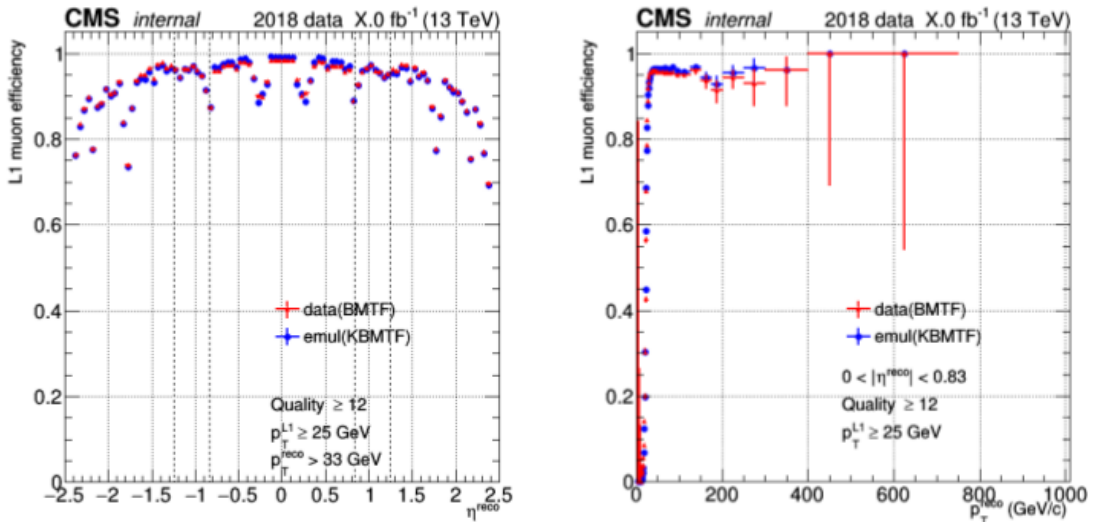 CMS internal 2018 data X.0 fb⁻¹ (13 TeV)
L1 muon efficiency
1
0.8
0.6
0.4
0.2
0
data(BMTF)
emul(KBMTF)
Quality ≥ 12
p_T^L1 ≥ 25 GeV
p_T^reco > 33 GeV
−2.5 −2 −1.5 −1 −0.5 0 0.5 1 1.5 2 2.5
η^reco
CMS internal 2018 data X.0 fb⁻¹ (13 TeV)
L1 muon efficiency
1
0.8
0.6
0.4
0.2
0
data(BMTF)
emul(KBMTF)
0 < |η^reco| < 0.83
Quality ≥ 12
p_T^L1 ≥ 25 GeV
0 200 400 600 800 1000
p_T^reco (GeV/c)